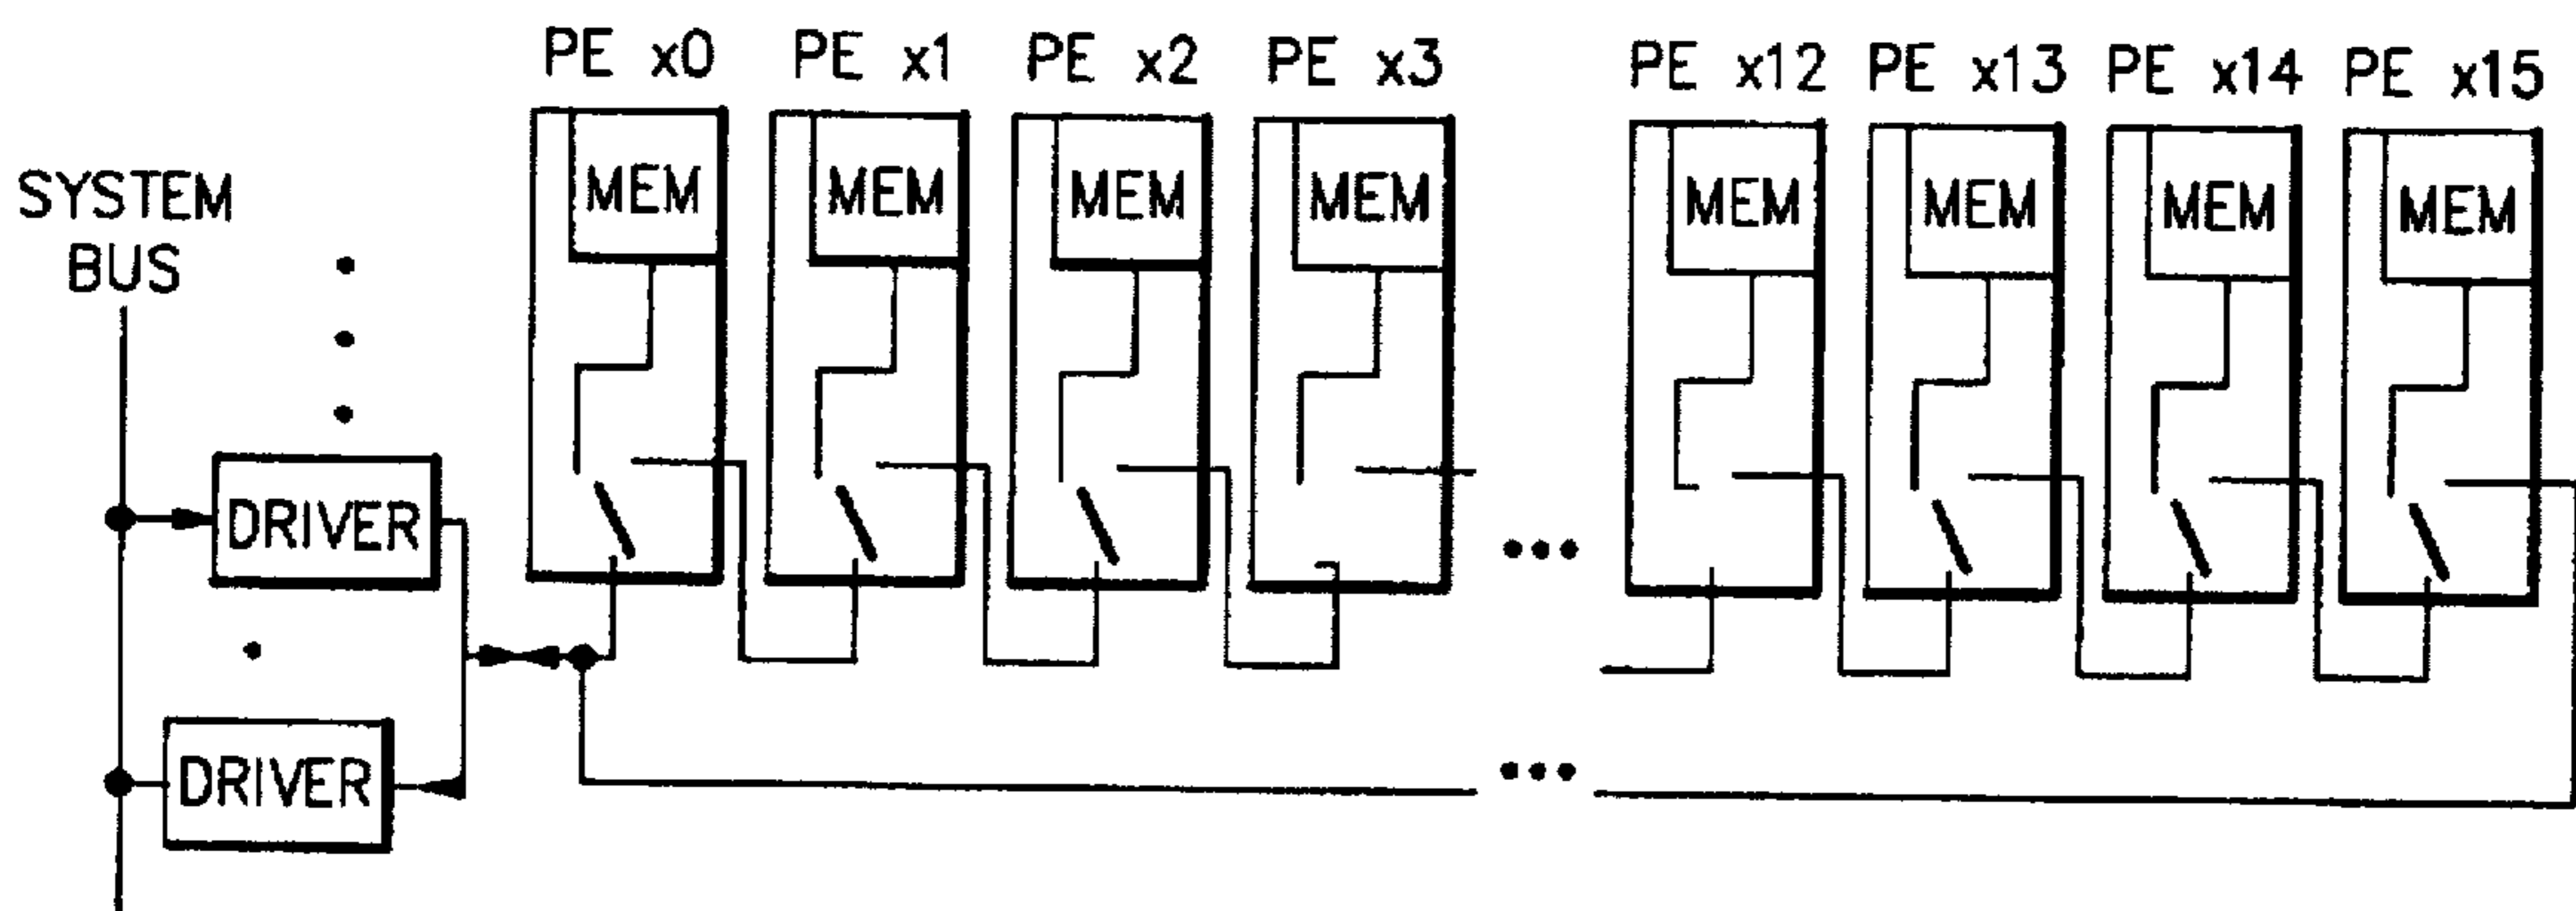 PE x0
PE x1
PE x2
PE x3
PE x12
PE x13
PE x14
PE x15
SYSTEM
BUS
MEM
MEM
MEM
MEM
MEM
MEM
MEM
MEM
DRIVER
DRIVER